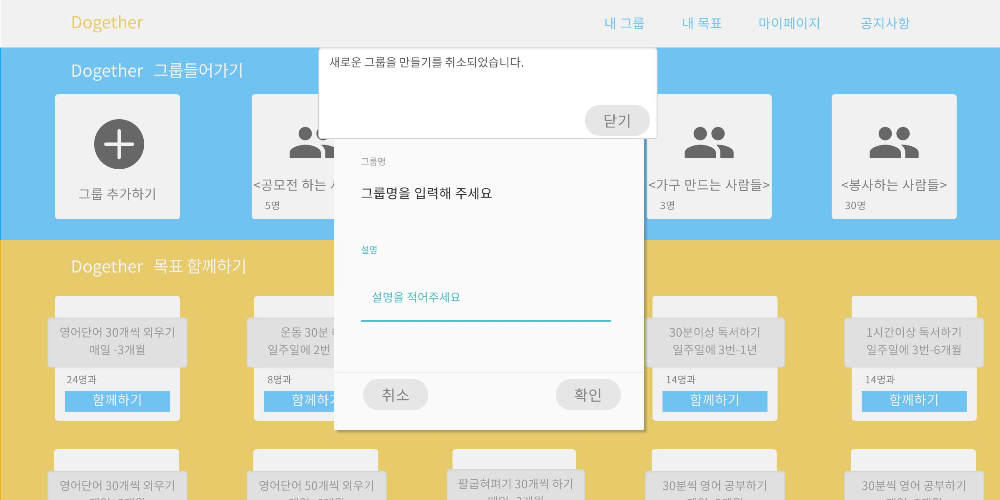 Dogether 내 그룹 내 목표 마이페이지 공지사항
Dogether 그룹들어가기
새로운 그룹을 만들기를 취소되었습니다.
닫기
그룹 추가하기
<공모전 하는
5명
<가구 만드는 사람들>
3명
<봉사하는 사람들>
30명
그룹명
그룹명을 입력해 주세요
설명
설명을 적어주세요
취소 확인
Dogether 목표 함께하기
영어단어 30개씩 외우기
매일 -3개월
24명과
함께하기
운동 30분
일주일에 2번
8명과
함께하기
30분이상 독서하기
일주일에 3번-1년
14명과
함께하기
1시간이상 독서하기
일주일에 3번-6개월
14명과
함께하기
영어단어 30개씩 외우기
영어단어 50개씩 외우기
팔굽혀펴기 30개씩 하기
30분씩 영어 공부하기
30분씩 영어 공부하기